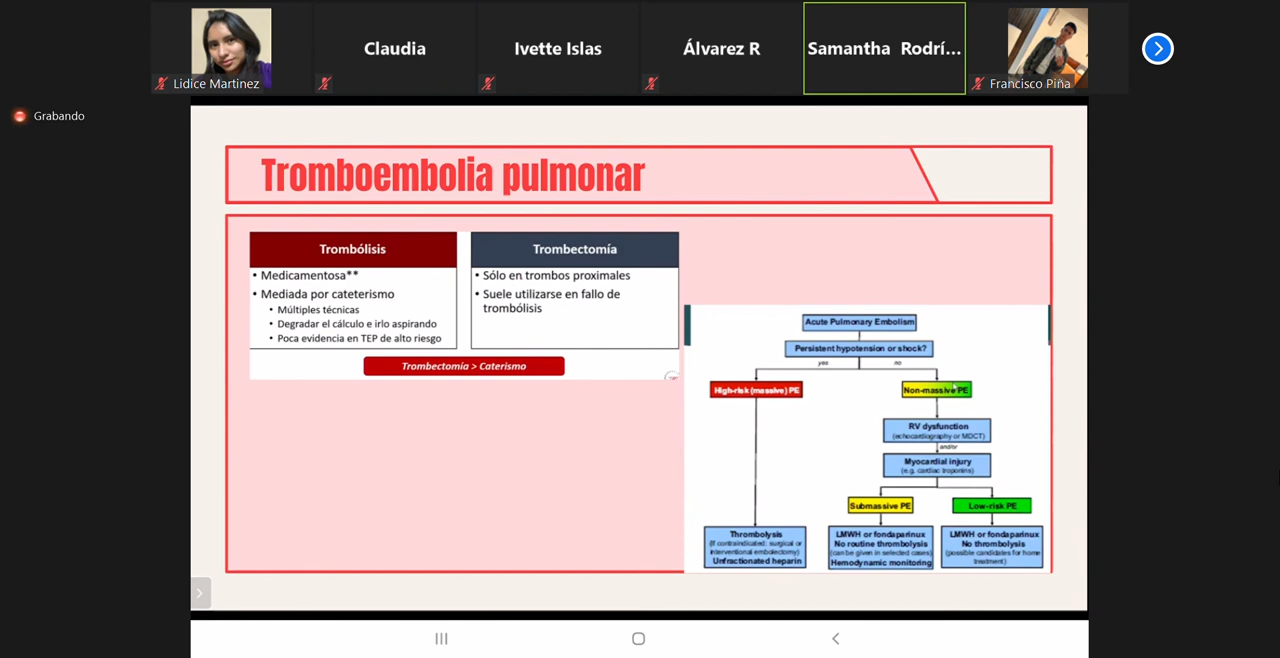 Claudia
Ivette Islas
Álvarez R
Samantha Rodrí...
Lidice Martinez
Francisco Piña
Grabando
Tromboembolia pulmonar
Trombólisis
• Medicamentosa**
• Mediada por cateterismo
• Múltiples técnicas
• Degradar el cálculo e irlo aspirando
• Poca evidencia en TEP de alto riesgo
Trombectomía
• Sólo en trombos proximales
• Suele utilizarse en fallo de
trombólisis
Trombectomía > Caterismo
Acute Pulmonary Embolism
Persistent hypotension or shock?
yes
no
High-risk (massive) PE
Non-massive PE
RV dysfunction
(echocardiography or MDCT)
and/or
Myocardial injury
(e.g. cardiac troponins)
Submassive PE
Low-risk PE
Thrombolysis
(If contraindicated: surgical or
interventional embolectomy)
Unfractionated heparin
LMWH or fondaparinux
No routine thrombolysis
(can be given in selected cases)
Hemodynamic monitoring
LMWH or fondaparinux
No thrombolysis
(possible candidates for home
treatment)